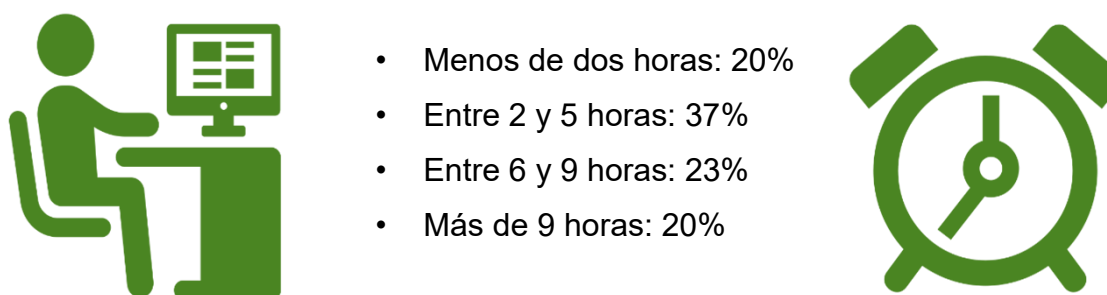 • Menos de dos horas: 20%
• Entre 2 y 5 horas: 37%
• Entre 6 y 9 horas: 23%
• Más de 9 horas: 20%